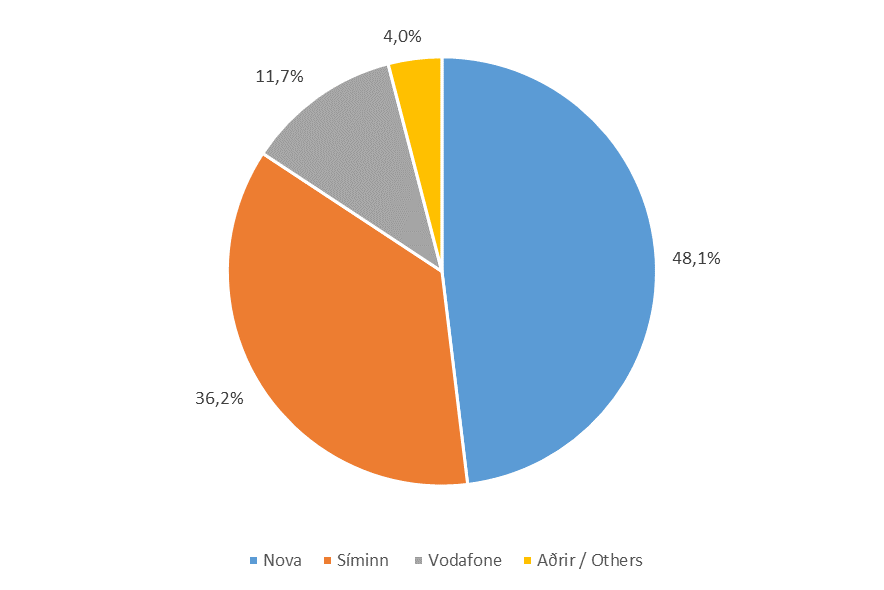 4,0%
11,7%
48,1%
36,2%
Nova Síminn Vodafone Aðrir / Others